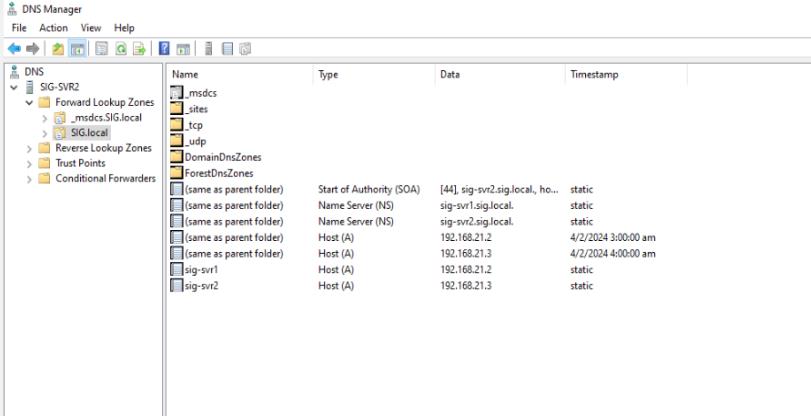 DNS Manager
File Action View Help
DNS
SIG-SVR2
Forward Lookup Zones
_msdcs.SIG.local
SIG.local
Reverse Lookup Zones
Trust Points
Conditional Forwarders
Name Type Data Timestamp
_msdcs
_sites
_tcp
_udp
DomainDnsZones
ForestDnsZones
(same as parent folder) Start of Authority (SOA) [44], sig-svr2.sig.local., ho... static
(same as parent folder) Name Server (NS) sig-svr1.sig.local. static
(same as parent folder) Name Server (NS) sig-svr2.sig.local. static
(same as parent folder) Host (A) 192.168.21.2 4/2/2024 3:00:00 am
(same as parent folder) Host (A) 192.168.21.3 4/2/2024 4:00:00 am
sig-svr1 Host (A) 192.168.21.2 static
sig-svr2 Host (A) 192.168.21.3 static